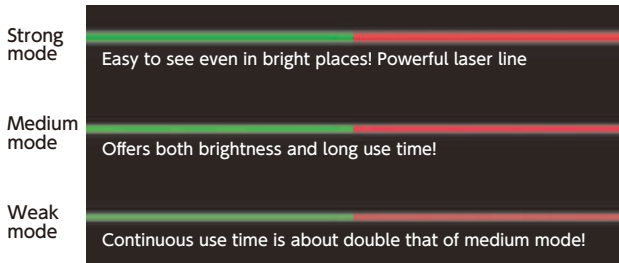 Strong
mode
Easy to see even in bright places! Powerful laser line
Medium
mode
Offers both brightness and long use time!
Weak
mode
Continuous use time is about double that of medium mode!